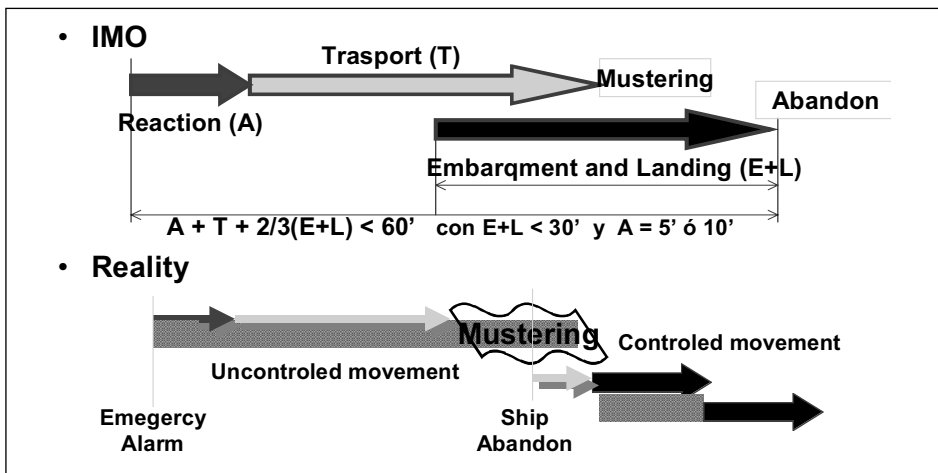 • IMO
Trasport (T)
Mustering
Abandon
Reaction (A)
Embarqment and Landing (E+L)
A + T + 2/3(E+L) < 60’ con E+L < 30’ y A = 5’ ó 10’
• Reality
Mustering
Controled movement
Uncontroled movement
Emegercy
Alarm
Ship
Abandon